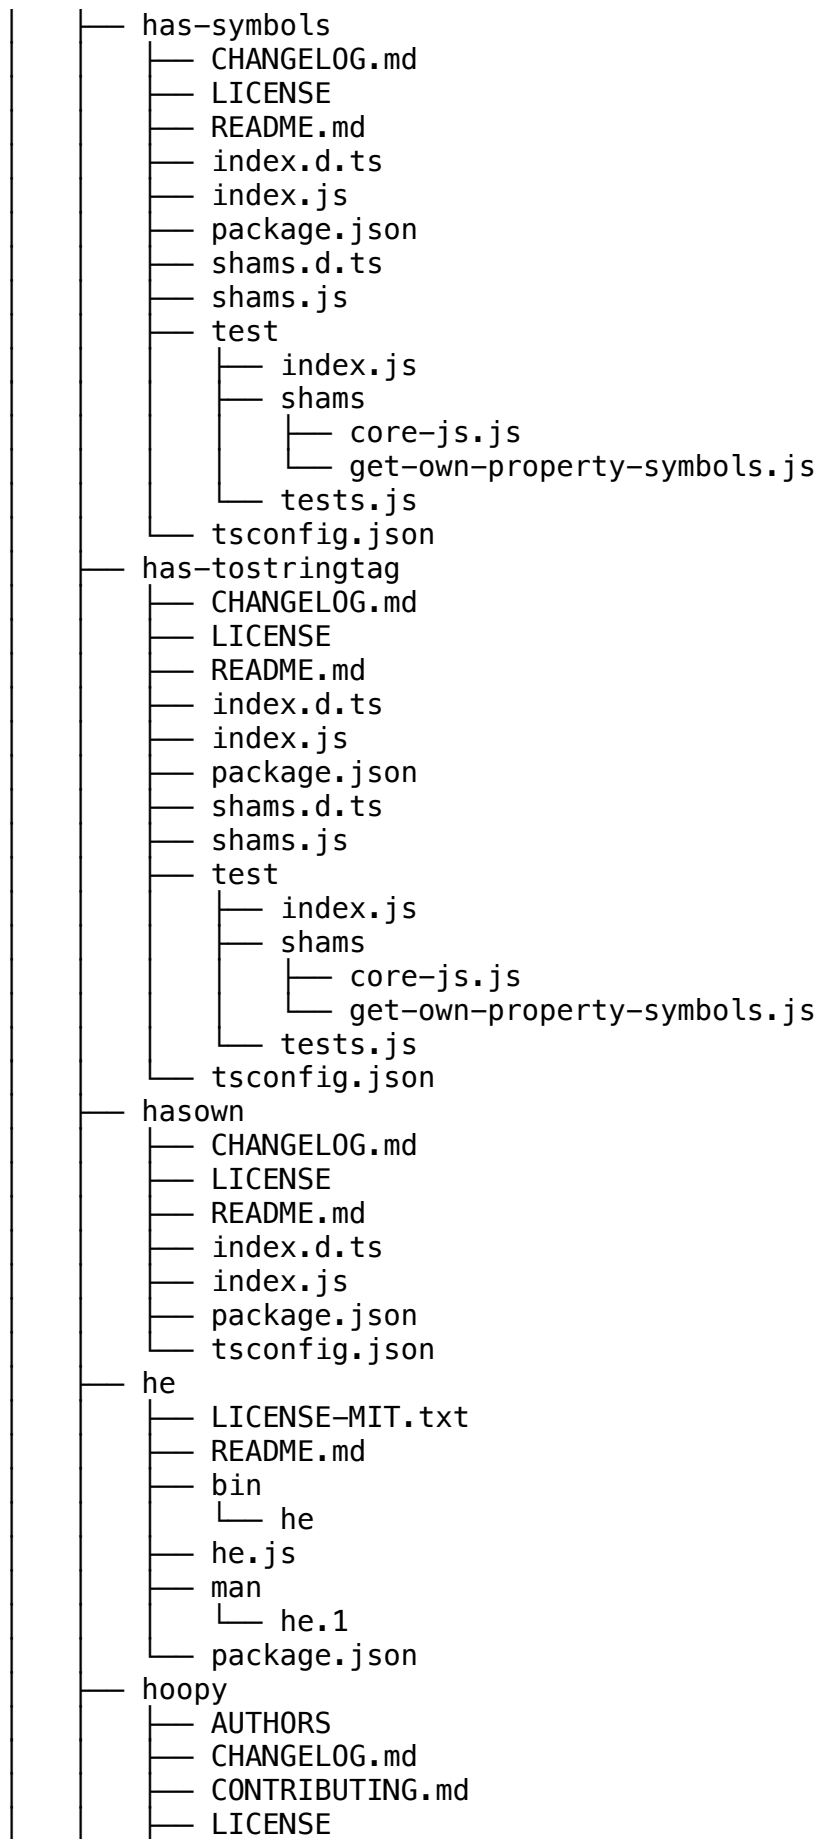 │   ├── has-symbols
│   │   ├── CHANGELOG.md
│   │   ├── LICENSE
│   │   ├── README.md
│   │   ├── index.d.ts
│   │   ├── index.js
│   │   ├── package.json
│   │   ├── shams.d.ts
│   │   ├── shams.js
│   │   ├── test
│   │   │   ├── index.js
│   │   │   ├── shams
│   │   │   │   ├── core-js.js
│   │   │   │   └── get-own-property-symbols.js
│   │   │   └── tests.js
│   │   └── tsconfig.json
│   ├── has-tostringtag
│   │   ├── CHANGELOG.md
│   │   ├── LICENSE
│   │   ├── README.md
│   │   ├── index.d.ts
│   │   ├── index.js
│   │   ├── package.json
│   │   ├── shams.d.ts
│   │   ├── shams.js
│   │   ├── test
│   │   │   ├── index.js
│   │   │   ├── shams
│   │   │   │   ├── core-js.js
│   │   │   │   └── get-own-property-symbols.js
│   │   │   └── tests.js
│   │   └── tsconfig.json
│   ├── hasown
│   │   ├── CHANGELOG.md
│   │   ├── LICENSE
│   │   ├── README.md
│   │   ├── index.d.ts
│   │   ├── index.js
│   │   ├── package.json
│   │   └── tsconfig.json
│   ├── he
│   │   ├── LICENSE-MIT.txt
│   │   ├── README.md
│   │   ├── bin
│   │   │   └── he
│   │   ├── he.js
│   │   ├── man
│   │   │   └── he.1
│   │   └── package.json
│   ├── hoopy
│   │   ├── AUTHORS
│   │   ├── CHANGELOG.md
│   │   ├── CONTRIBUTING.md
│   │   ├── LICENSE